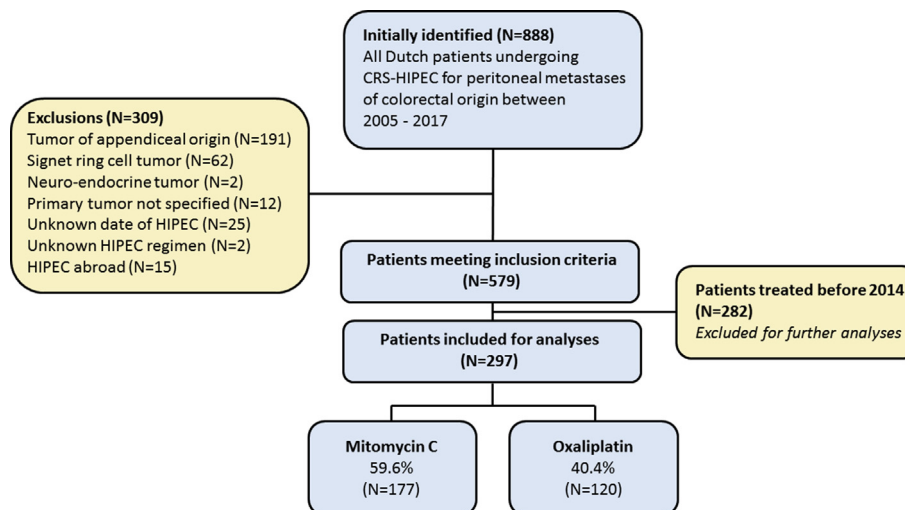 Initially identified (N=888)
All Dutch patients undergoing
CRS-HIPEC for peritoneal metastases
of colorectal origin between
2005 - 2017
Exclusions (N=309)
Tumor of appendiceal origin (N=191)
Signet ring cell tumor (N=62)
Neuro-endocrine tumor (N=2)
Primary tumor not specified (N=12)
Unknown date of HIPEC (N=25)
Unknown HIPEC regimen (N=2)
HIPEC abroad (N=15)
Patients meeting inclusion criteria
(N=579)
Patients treated before 2014
(N=282)
Excluded for further analyses
Patients included for analyses
(N=297)
Mitomycin C
59.6%
(N=177)
Oxaliplatin
40.4%
(N=120)